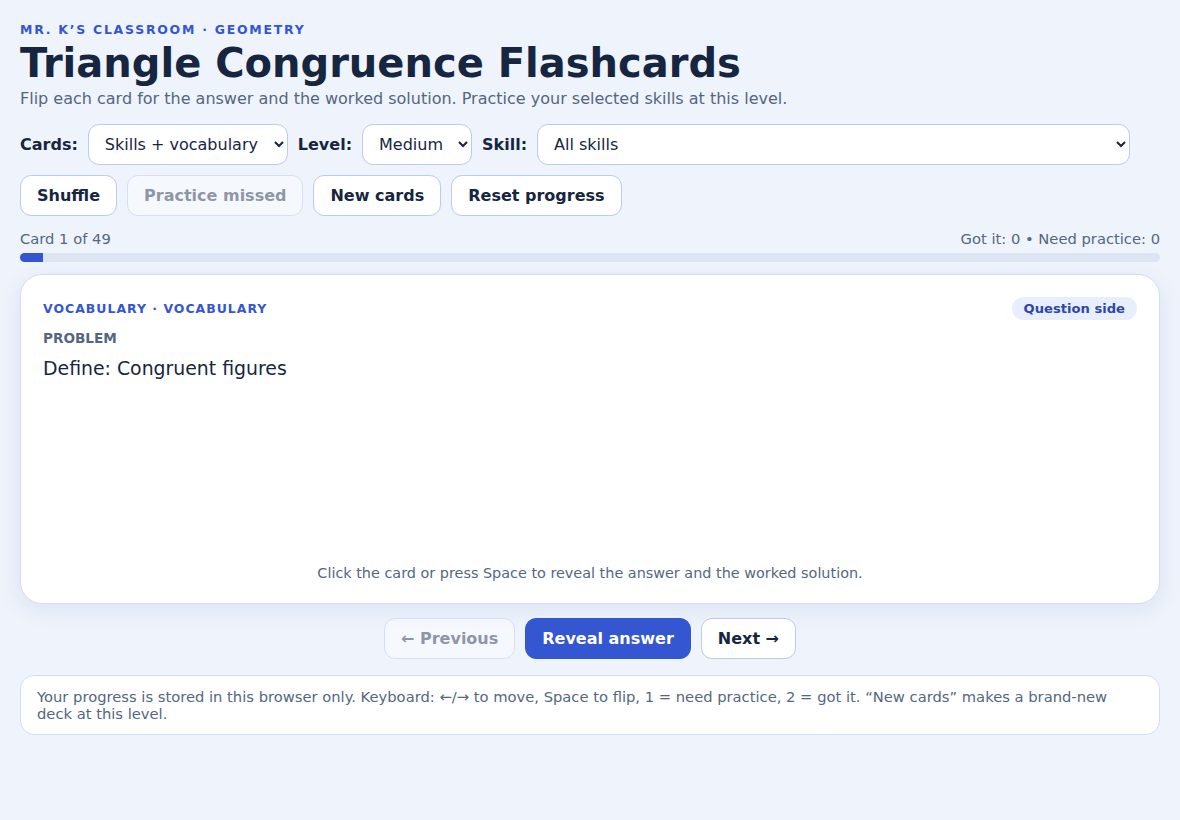 MR. K’S CLASSROOM · GEOMETRY
Triangle Congruence Flashcards
Flip each card for the answer and the worked solution. Practice your selected skills at this level.
Cards: Skills + vocabulary Level: Medium Skill: All skills
Shuffle Practice missed New cards Reset progress
Card 1 of 49 Got it: 0 • Need practice: 0
VOCABULARY · VOCABULARY Question side
PROBLEM
Define: Congruent figures
Click the card or press Space to reveal the answer and the worked solution.
← Previous Reveal answer Next →
Your progress is stored in this browser only. Keyboard: ←/→ to move, Space to flip, 1 = need practice, 2 = got it. “New cards” makes a brand-new
deck at this level.